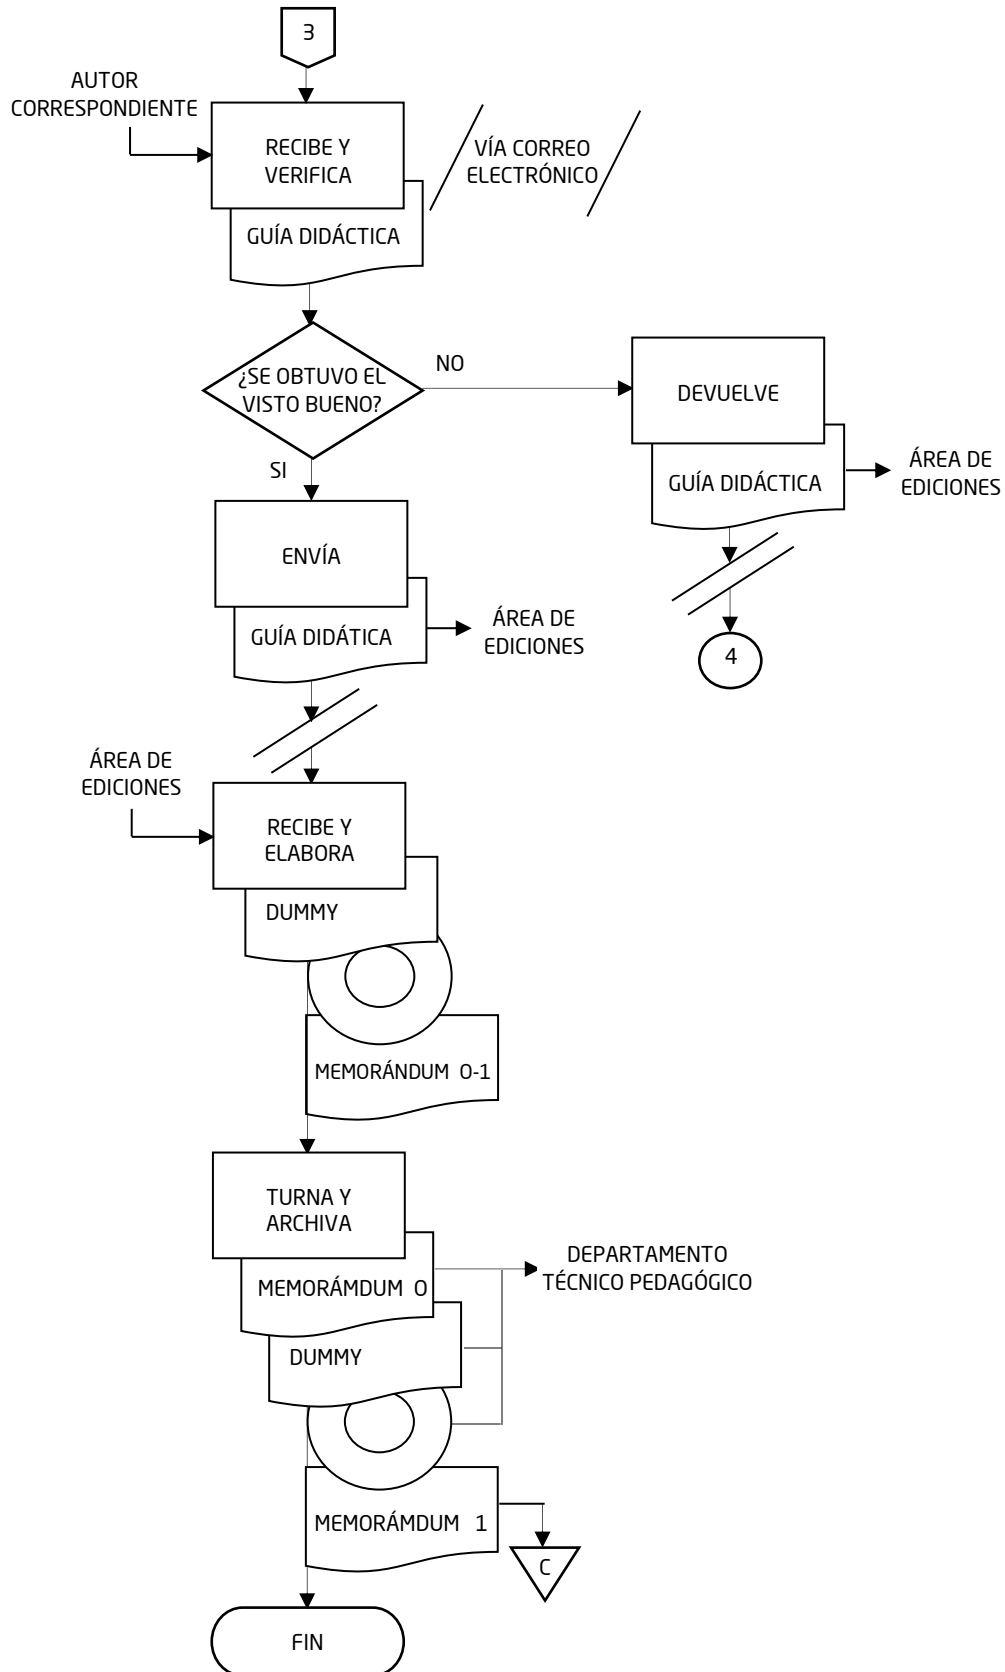 3
AUTOR
CORRESPONDIENTE
RECIBE Y
VERIFICA
VÍA CORREO
ELECTRÓNICO
GUÍA DIDÁCTICA
¿SE OBTUVO EL
VISTO BUENO?
NO
DEVUELVE
GUÍA DIDÁCTICA
ÁREA DE
EDICIONES
4
SI
ENVÍA
GUÍA DIDÁTICA
ÁREA DE
EDICIONES
ÁREA DE
EDICIONES
RECIBE Y
ELABORA
DUMMY
MEMORÁNDUM 0-1
TURNA Y
ARCHIVA
MEMORÁMDUM 0
DEPARTAMENTO
TÉCNICO PEDAGÓGICO
DUMMY
MEMORÁMDUM 1
C
FIN